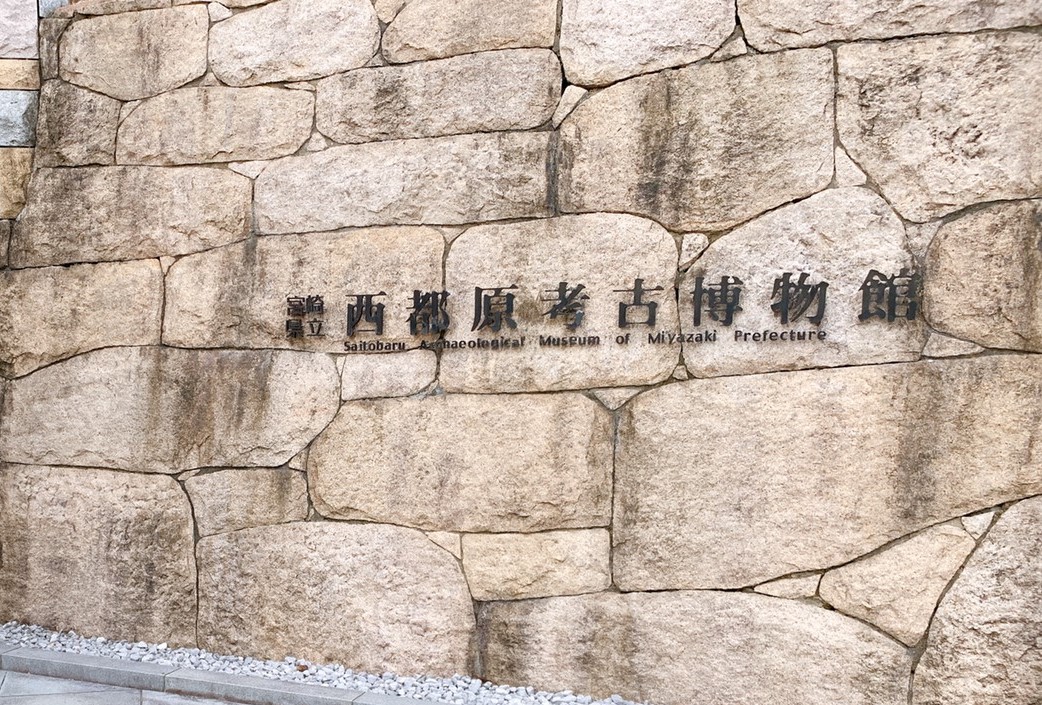 宮崎県立 西都原考古博物館
Saitobaru Archaeological Museum of Miyazaki Prefecture